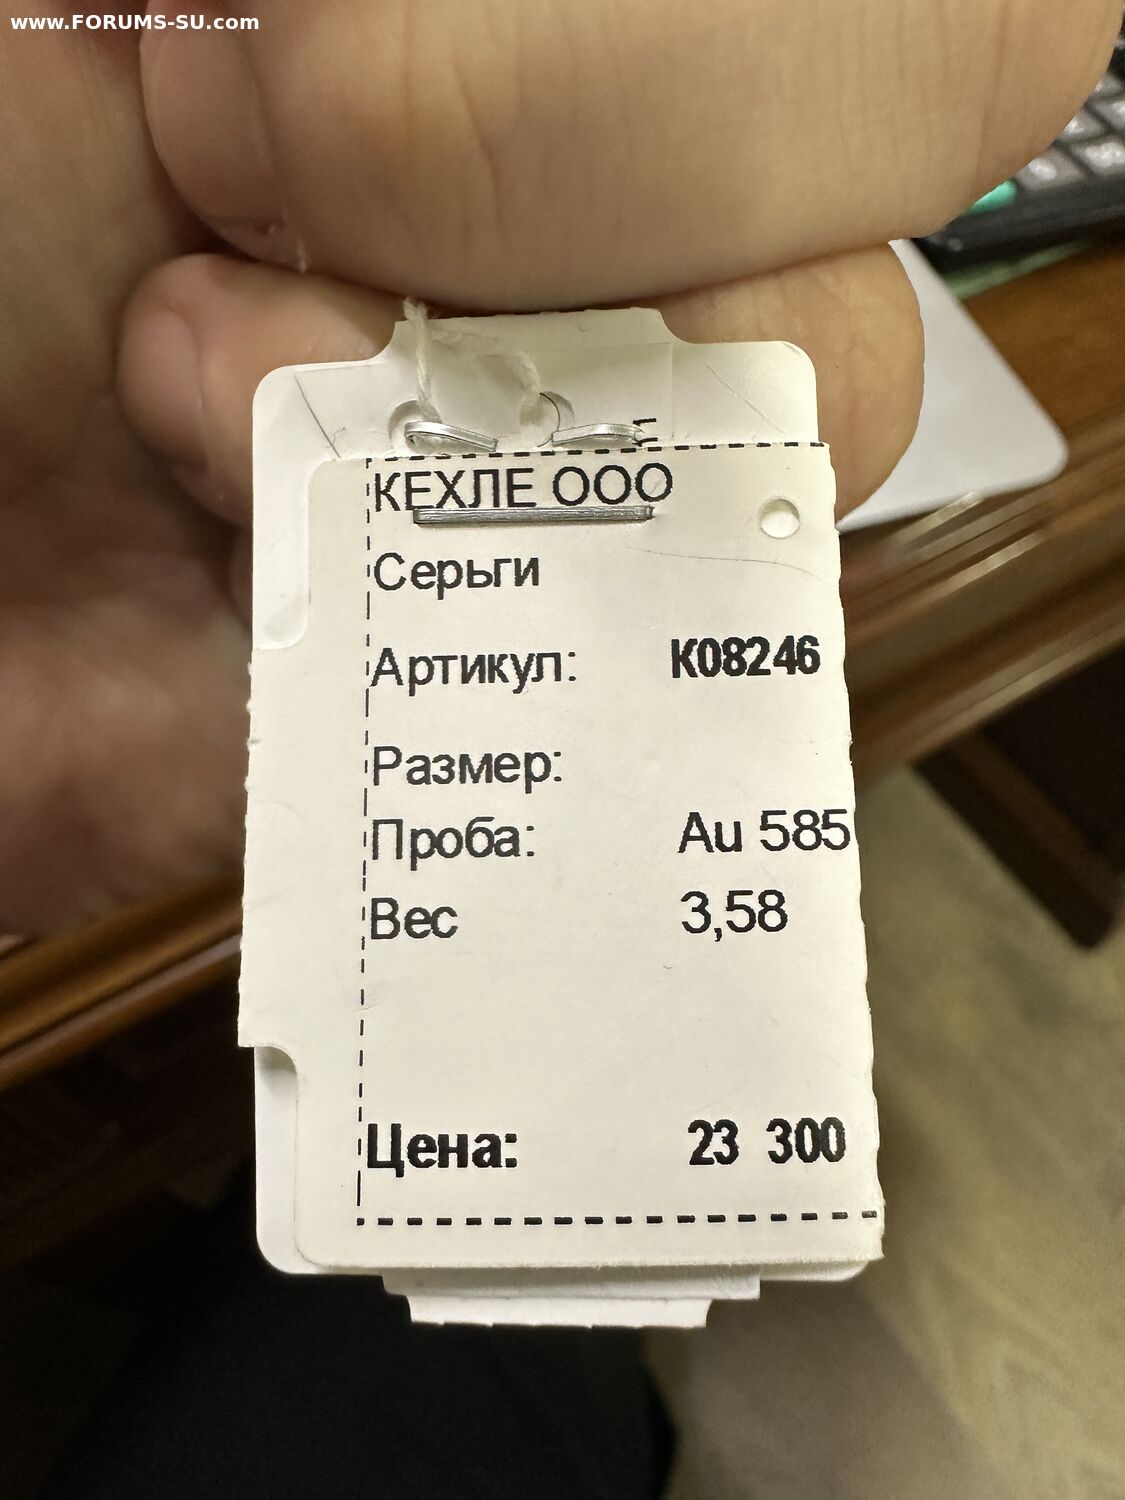 www.FORUMS-SU.com
КЕХЛЕ ООО
Серьги
Артикул: К08246
Размер:
Проба: Au 585
Вес 3,58
Цена: 23 300